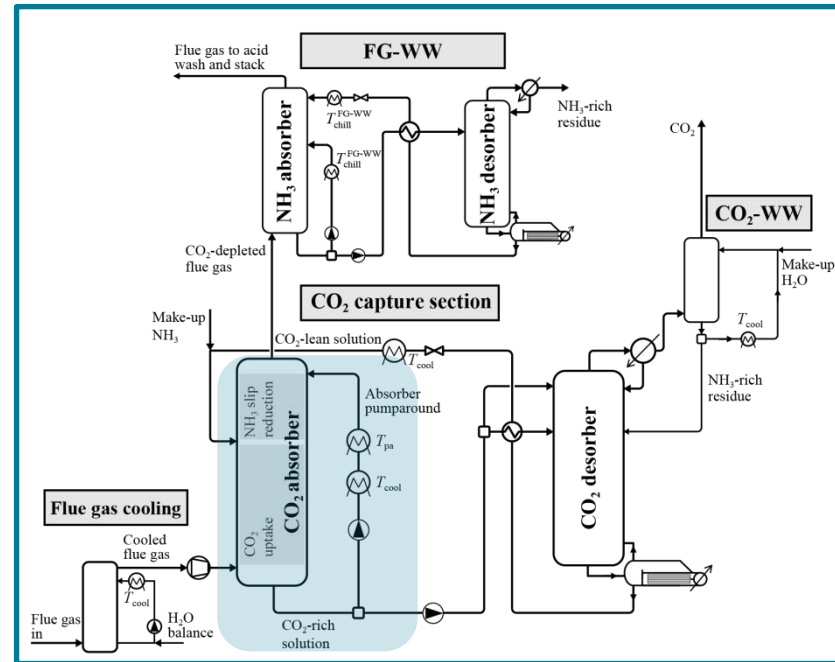 Flue gas to acid
wash and stack
FG-WW
T_chill^FG-WW
T_chill^FG-WW
NH₃ absorber
NH₃ desorber
NH₃-rich
residue
CO₂
CO₂-WW
CO₂-depleted
flue gas
CO₂ capture section
Make-up
H₂O
T_cool
Make-up
NH₃
CO₂-lean solution
T_cool
NH₃-rich
residue
Absorber
pumparound
NH₃ slip
reduction
CO₂ absorber
CO₂
uptake
T_pa
T_cool
CO₂ desorber
Flue gas cooling
Cooled
flue gas
T_cool
Flue gas
in
H₂O
balance
CO₂-rich
solution